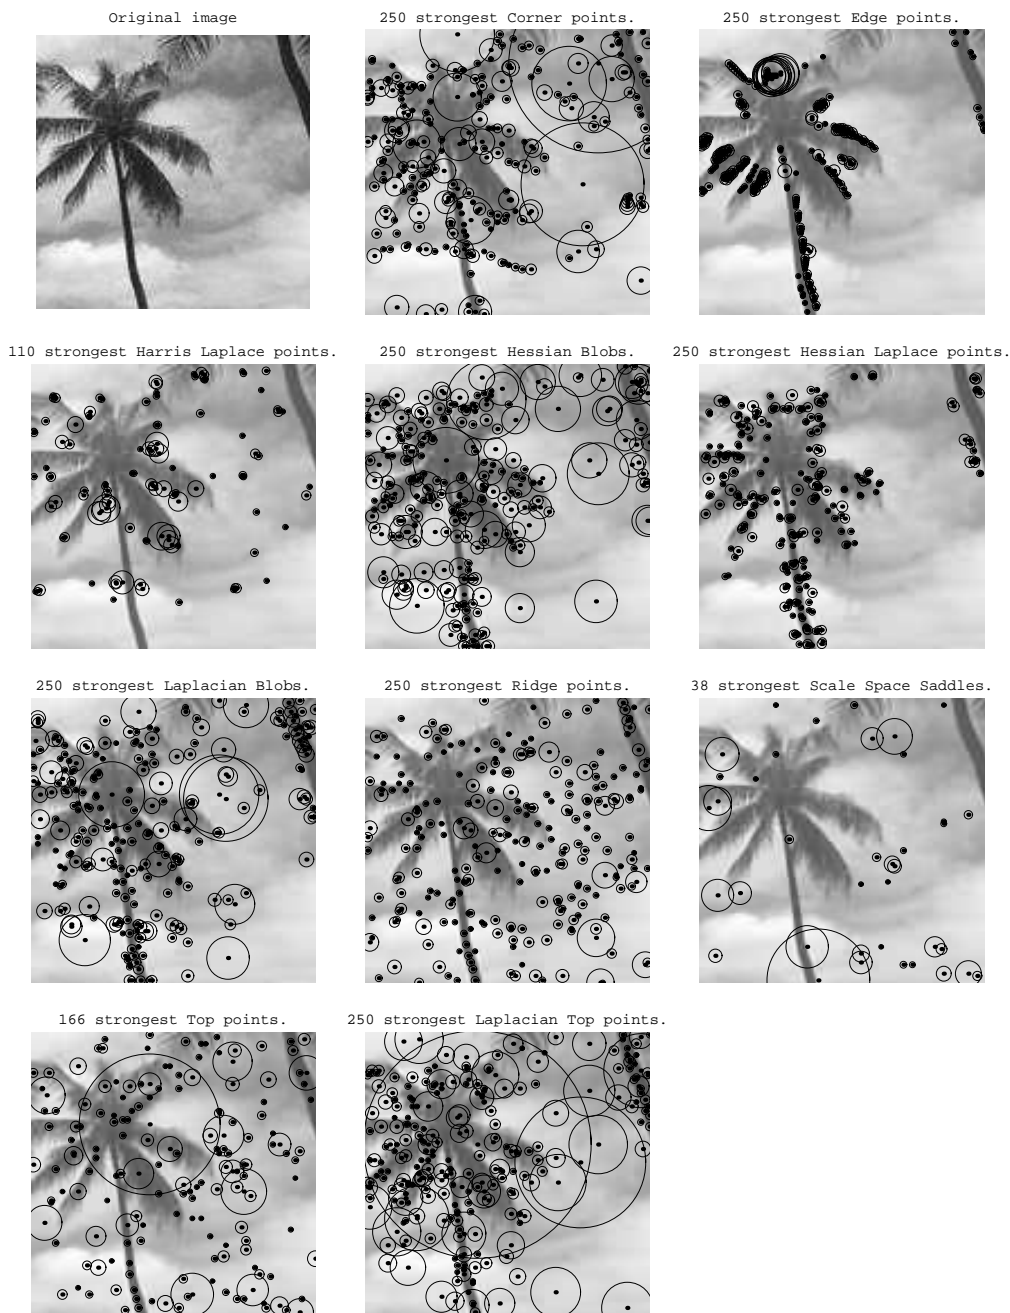 Original image
250 strongest Corner points.
250 strongest Edge points.
110 strongest Harris Laplace points.
250 strongest Hessian Blobs.
250 strongest Hessian Laplace points.
250 strongest Laplacian Blobs.
250 strongest Ridge points.
38 strongest Scale Space Saddles.
166 strongest Top points.
250 strongest Laplacian Top points.